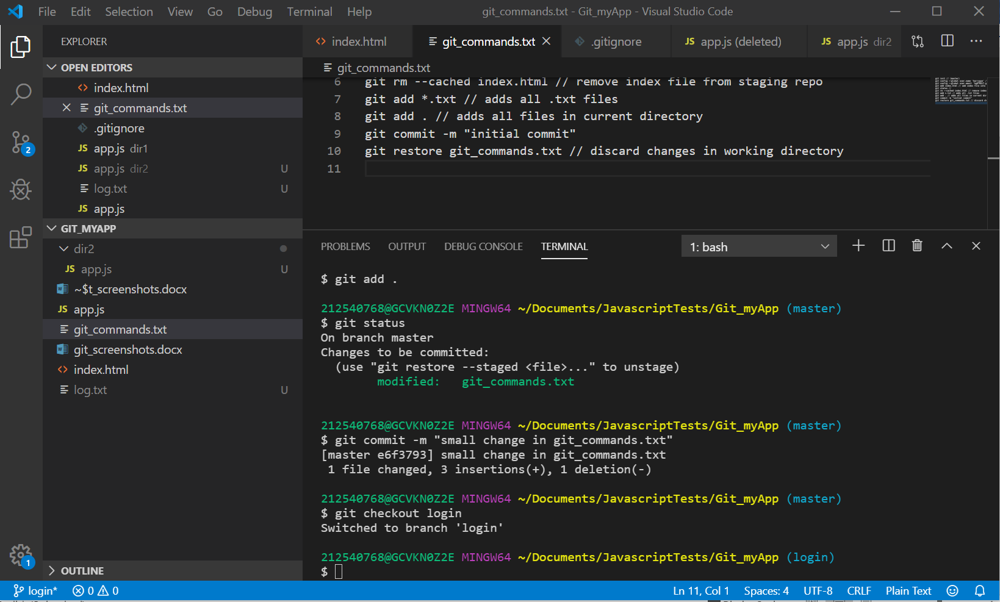 File Edit Selection View Go Debug Terminal Help
git_commands.txt - Git_myApp - Visual Studio Code
EXPLORER
OPEN EDITORS
<> index.html
git_commands.txt
.gitignore
JS app.js dir1
JS app.js dir2 U
log.txt U
JS app.js
GIT_MYAPP
dir2
JS app.js U
~$t_screenshots.docx
JS app.js
git_commands.txt
git_screenshots.docx
<> index.html
log.txt U
OUTLINE
2
1
<> index.html
git_commands.txt
.gitignore
JS app.js (deleted)
JS app.js dir2
git_commands.txt
6 git rm --cached index.html // remove index file from staging repo
7 git add *.txt // adds all .txt files
8 git add . // adds all files in current directory
9 git commit -m "initial commit"
10 git restore git_commands.txt // discard changes in working directory
11
PROBLEMS OUTPUT DEBUG CONSOLE TERMINAL
1: bash
$ git add .
212540768@GCVKN0Z2E MINGW64 ~/Documents/JavascriptTests/Git_myApp (master)
$ git status
On branch master
Changes to be committed:
(use "git restore --staged <file>..." to unstage)
modified: git_commands.txt
212540768@GCVKN0Z2E MINGW64 ~/Documents/JavascriptTests/Git_myApp (master)
$ git commit -m "small change in git_commands.txt"
[master e6f3793] small change in git_commands.txt
1 file changed, 3 insertions(+), 1 deletion(-)
212540768@GCVKN0Z2E MINGW64 ~/Documents/JavascriptTests/Git_myApp (master)
$ git checkout login
Switched to branch 'login'
212540768@GCVKN0Z2E MINGW64 ~/Documents/JavascriptTests/Git_myApp (login)
$
login* 0 0
Ln 11, Col 1 Spaces: 4 UTF-8 CRLF Plain Text